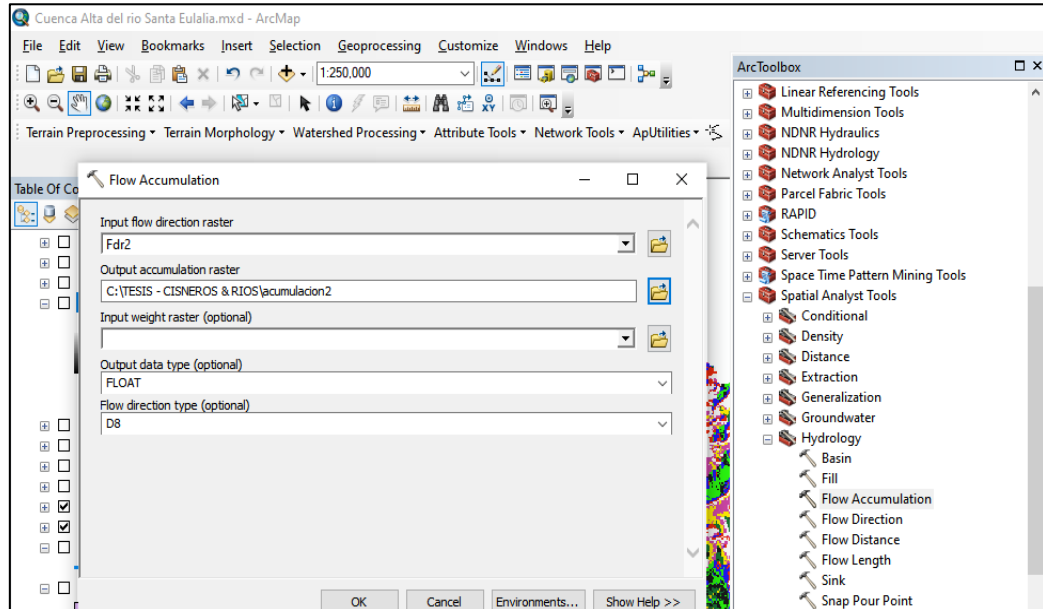 Cuenca Alta del rio Santa Eulalia.mxd - ArcMap
File Edit View Bookmarks Insert Selection Geoprocessing Customize Windows Help
1:250,000
Terrain Preprocessing Terrain Morphology Watershed Processing Attribute Tools Network Tools ApUtilities
Table Of Co
Flow Accumulation
Input flow direction raster
Fdr2
Output accumulation raster
C:\TESIS - CISNEROS & RIOS\acumulacion2
Input weight raster (optional)
Output data type (optional)
FLOAT
Flow direction type (optional)
D8
OK Cancel Environments... Show Help >>
ArcToolbox
Linear Referencing Tools
Multidimension Tools
NDNR Hydraulics
NDNR Hydrology
Network Analyst Tools
Parcel Fabric Tools
RAPID
Schematics Tools
Server Tools
Space Time Pattern Mining Tools
Spatial Analyst Tools
Conditional
Density
Distance
Extraction
Generalization
Groundwater
Hydrology
Basin
Fill
Flow Accumulation
Flow Direction
Flow Distance
Flow Length
Sink
Snap Pour Point